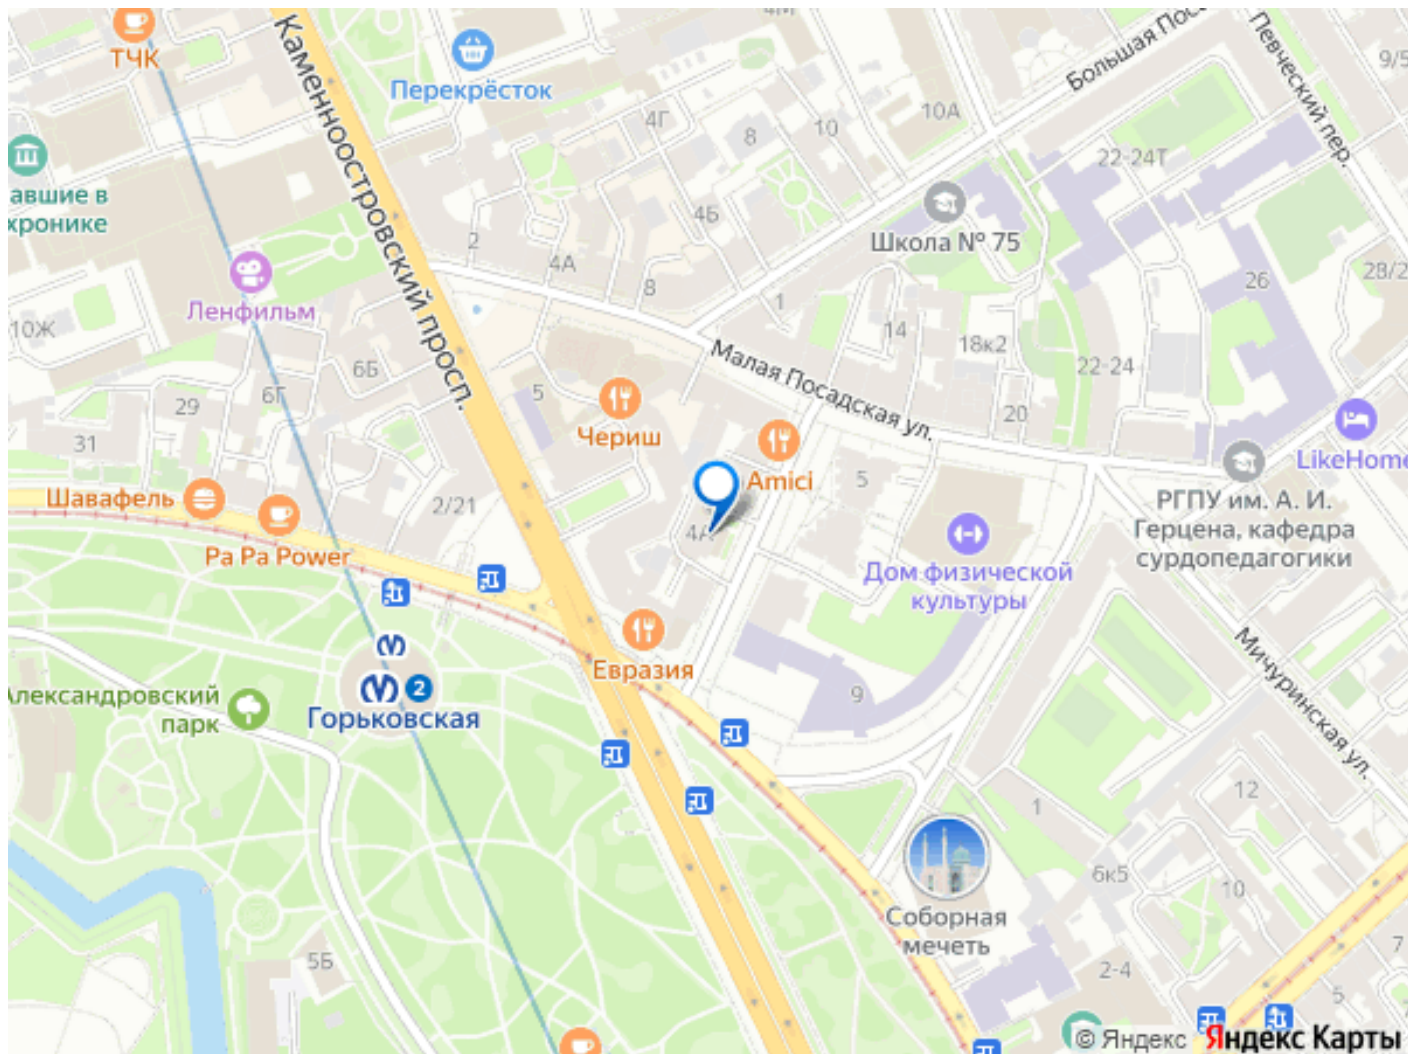 ТЧК
Перекрёсток
Каменноостровский просп.
Большая Пос
Певческий пер.
9/5
4Г
8
10
10А
22-24Т
авшие в
хронике
4Б
Школа № 75
2
4А
8
1
26
28/2
Ленфильм
10Ж
6Б
14
18к2
22-24
Малая Посадская ул.
29
6Г
5
Чериш
20
31
Amici
LikeHome
Шавафель
2/21
5
РГПУ им. А. И.
Герцена, кафедра
сурдопедагогики
Pa Pa Power
4А
Дом физической
культуры
Евразия
Мичуринская ул.
Александровский
парк
2
Горьковская
9
12
1
6к5
10
Соборная
мечеть
5Б
2-4
7
5
© Яндекс Яндекс Карты